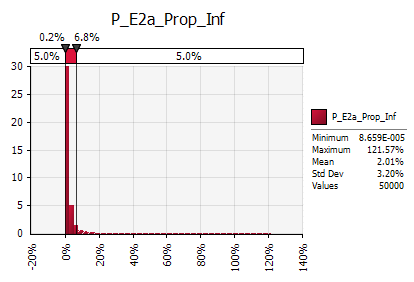 P_E2a_Prop_Inf
0.2% 6.8%
5.0% 5.0%
30
25
20
15
10
5
0
-20% 0% 20% 40% 60% 80% 100% 120% 140%
P_E2a_Prop_Inf
Minimum 8.659E-005
Maximum 121.57%
Mean 2.01%
Std Dev 3.20%
Values 50000